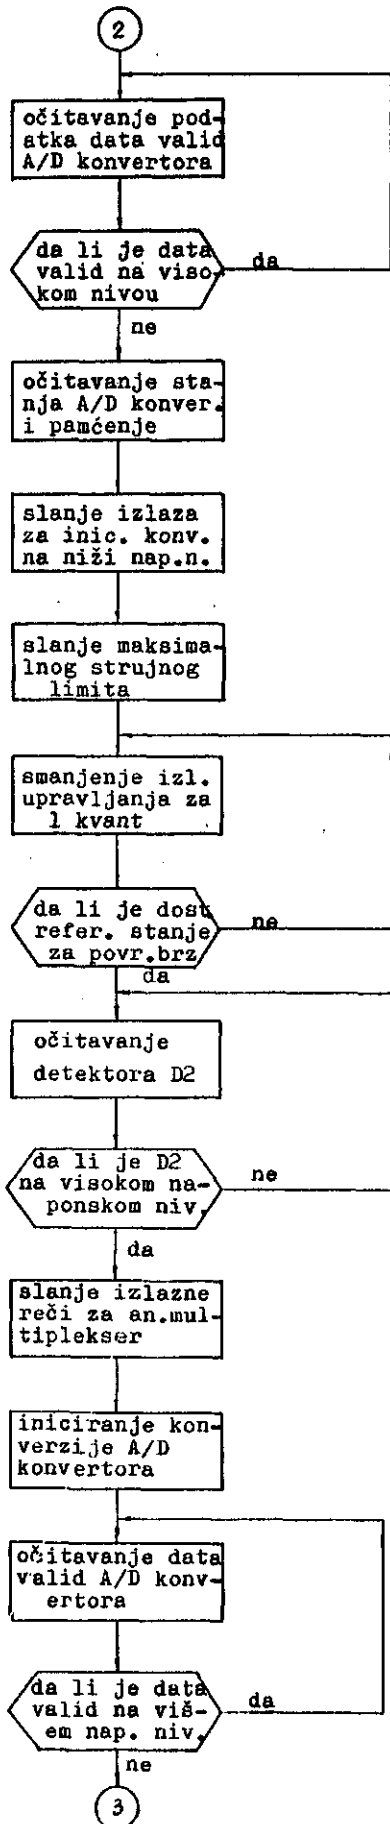 2
očitavanje pod-
atka data valid
A/D konvertora
da li je data
valid na viso-
kom nivou
da
ne
očitavanje sta-
nja A/D konver.
i pamćenje
slanje izlaza
za inic. konv.
na niži nap.n.
slanje maksima-
lnog strujnog
limita
smanjenje izl.
upravljanja za
1 kvant
da li je dost
refer. stanje
za povr.brz
ne
da
očitavanje
detektora D2
da li je D2
na visokom na-
ponskom niv.
ne
da
slanje izlazne
reči za an.mul-
tiplekser
iniciranje kon-
verzije A/D
konvertora
očitavanje data
valid A/D konv-
ertora
da li je data
valid na viš-
em nap. niv.
da
ne
3